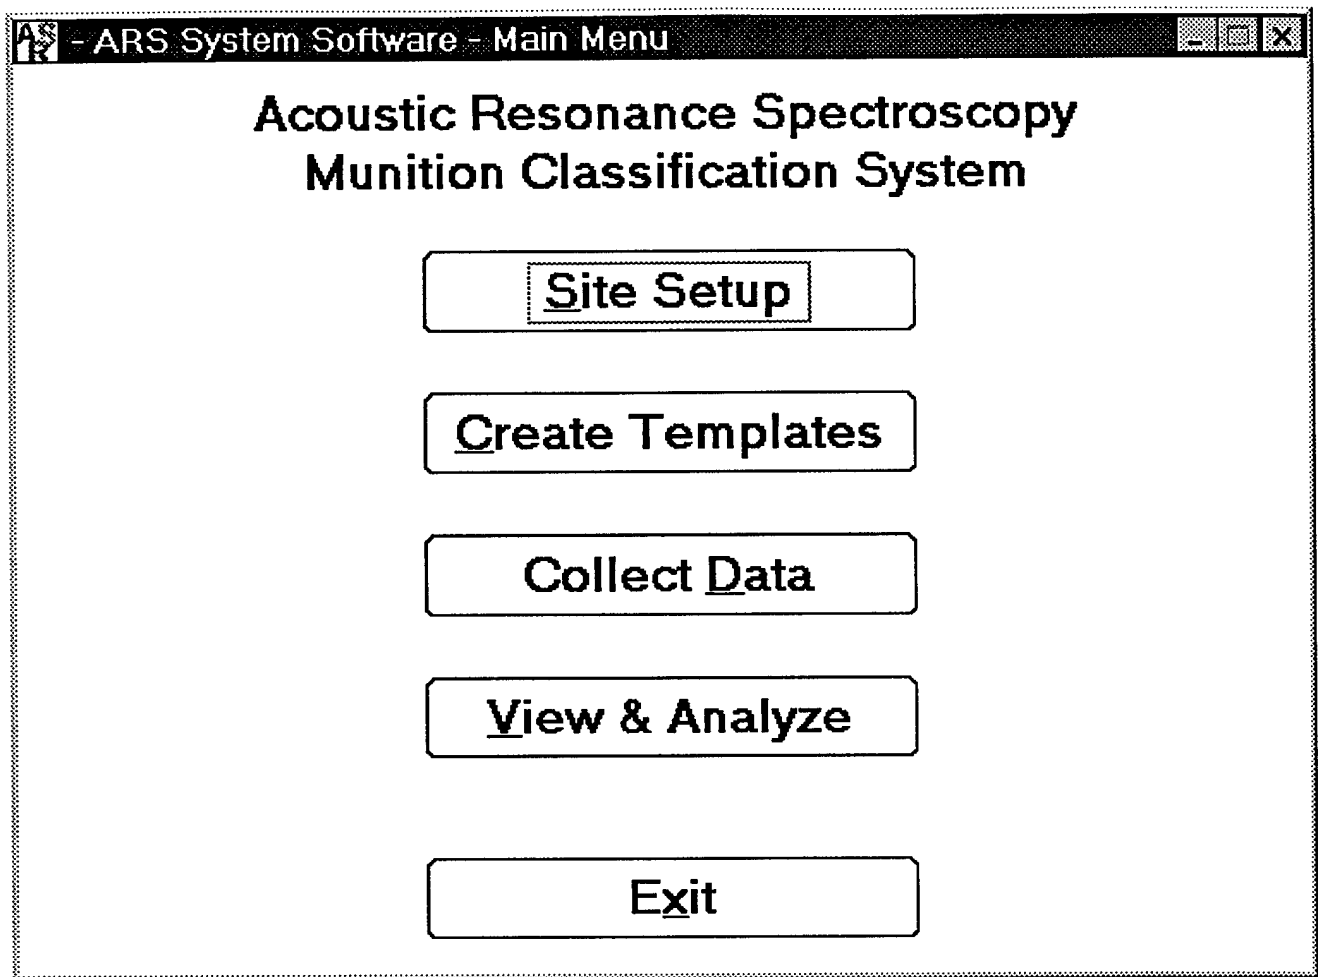 ARS - ARS System Software - Main Menu
Acoustic Resonance Spectroscopy
Munition Classification System
Site Setup
Create Templates
Collect Data
View & Analyze
Exit